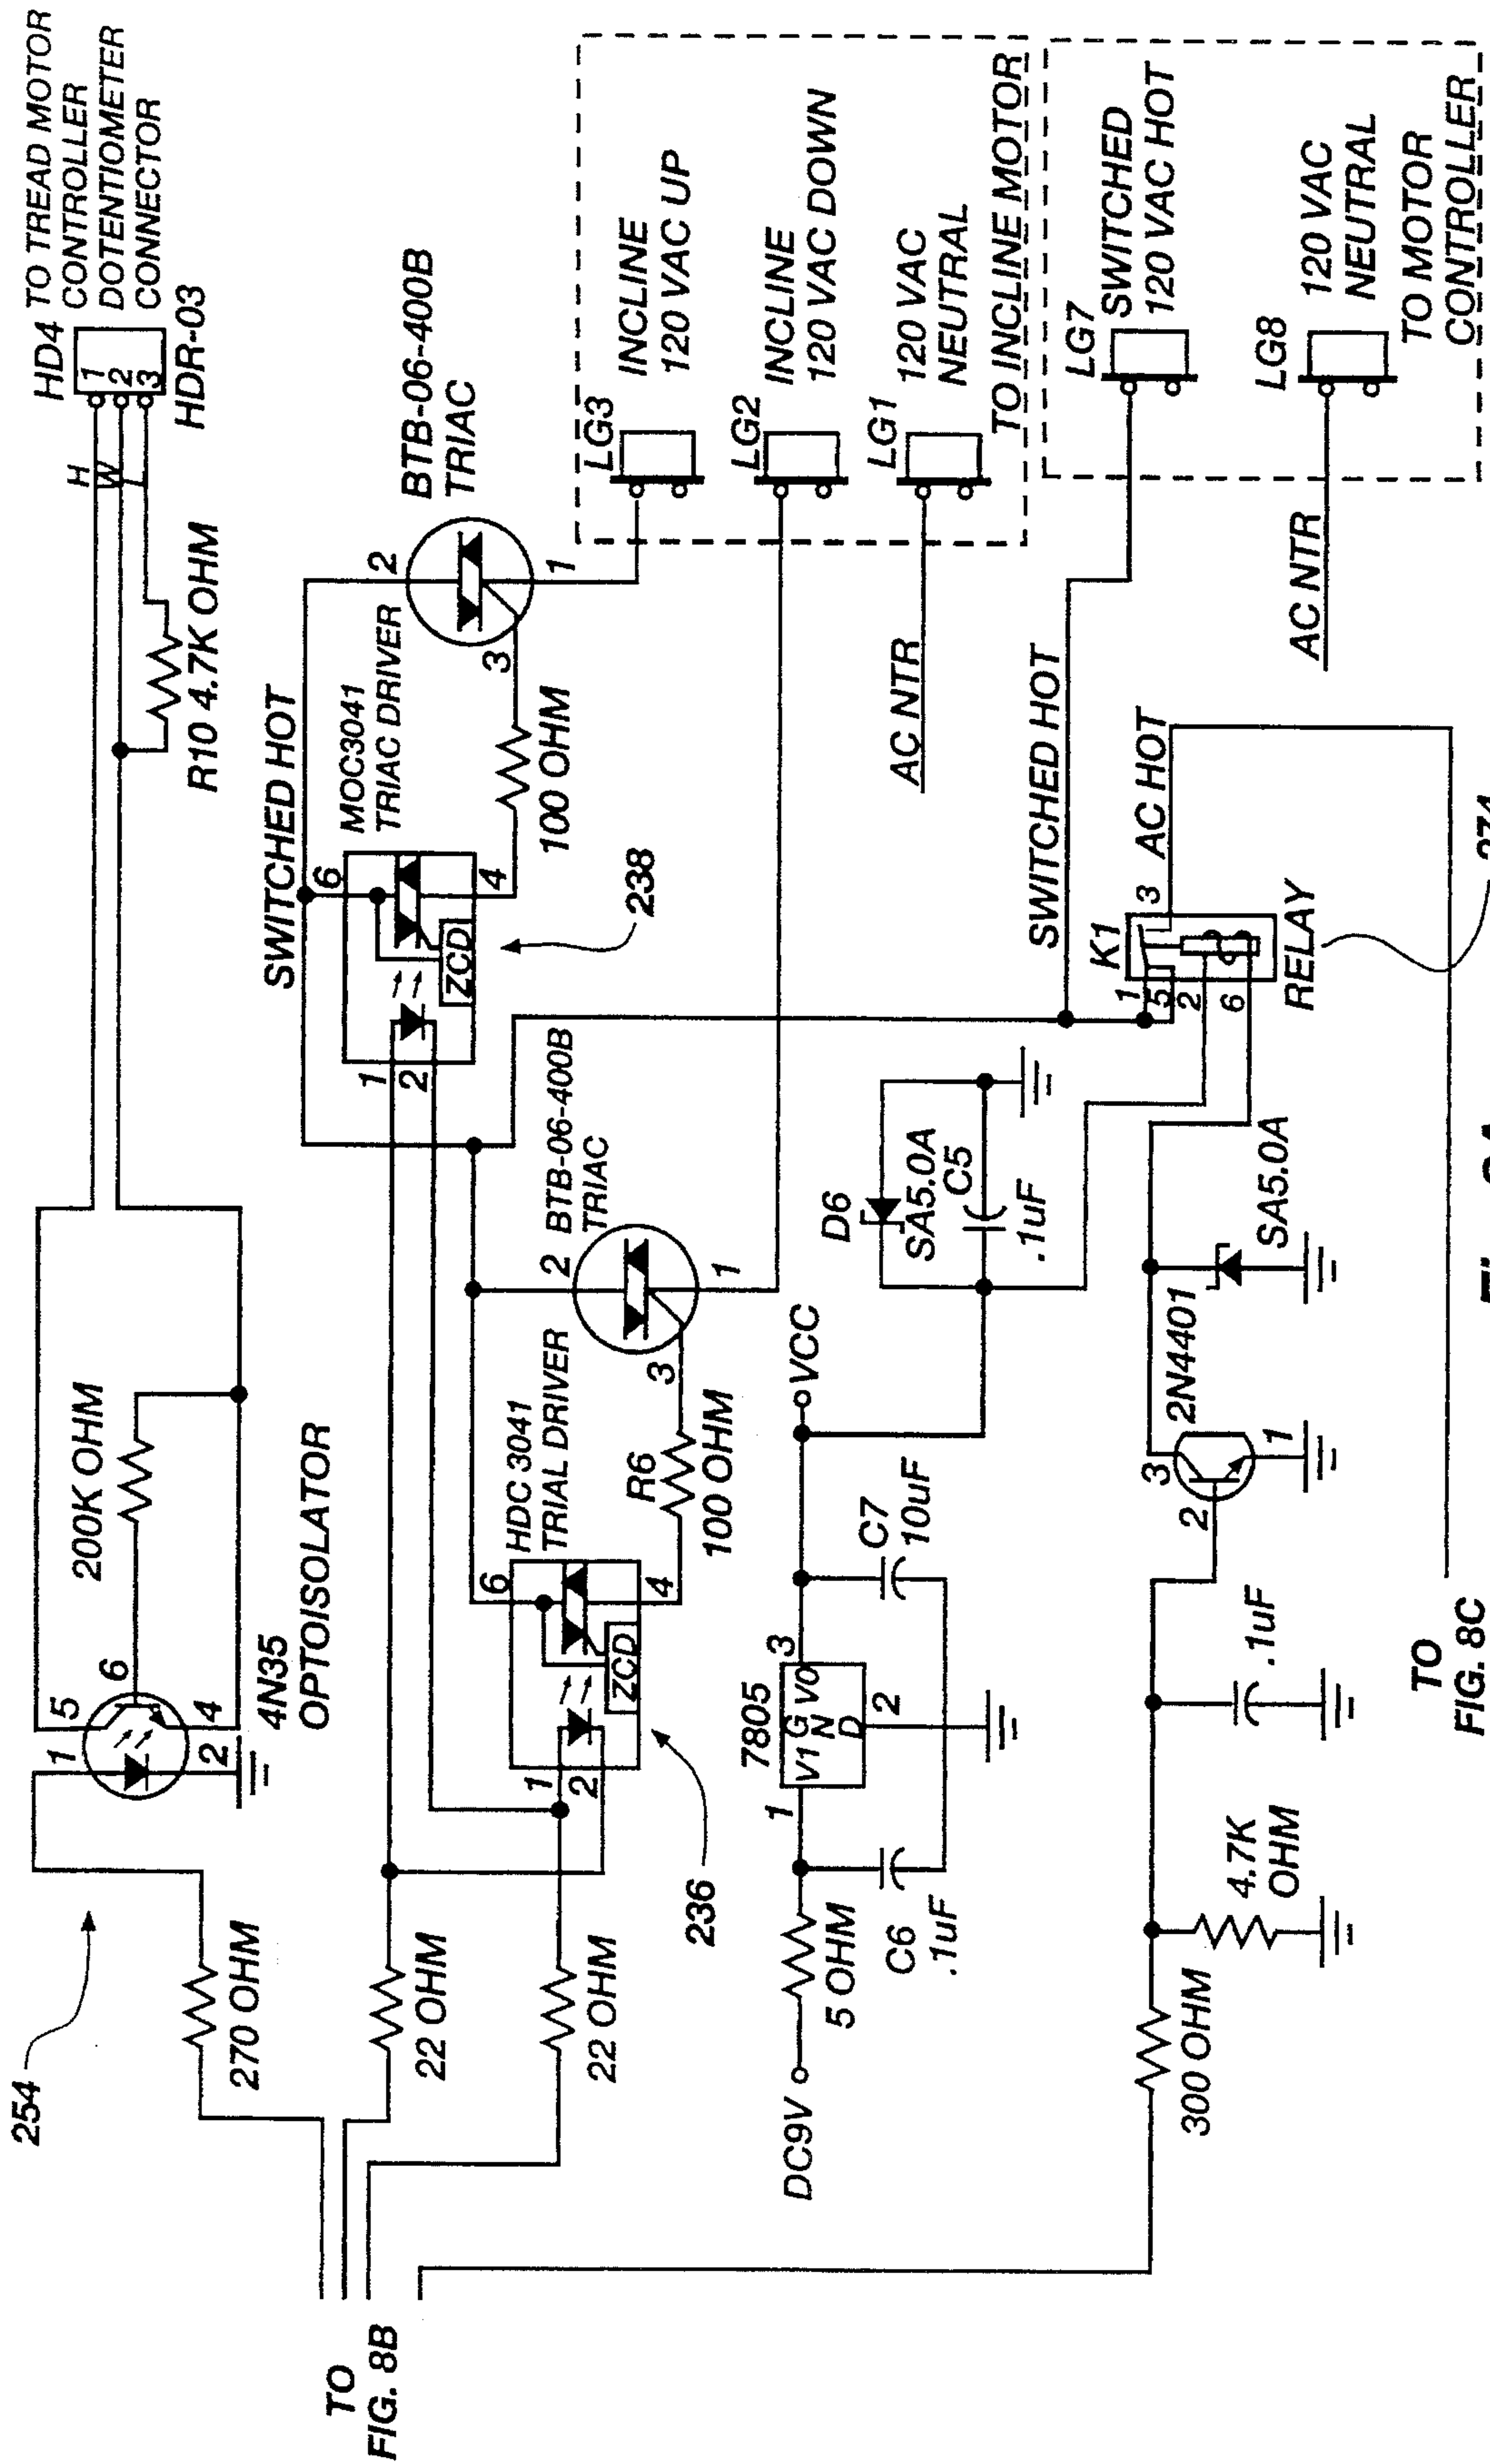 HD4
TO TREAD MOTOR
CONTROLLER
DOTENTIOMETER
CONNECTOR
1
2
3
HDR-03
H
W
L
R10 4.7K OHM
254
270 OHM
1
5
6
4
2
4N35
OPTOISOLATOR
200K OHM
SWITCHED HOT
MOC3041
TRIAC DRIVER
6
1
2
4
ZCD
238
100 OHM
BTB-06-400B
TRIAC
2
3
1
22 OHM
22 OHM
HDC 3041
TRIAL DRIVER
6
1
2
4
ZCD
236
R6
100 OHM
2
BTB-06-400B
TRIAC
3
1
LG3
INCLINE
120 VAC UP
LG2
INCLINE
120 VAC DOWN
LG1
120 VAC
NEUTRAL
TO INCLINE MOTOR
AC NTR
TO
FIG. 8B
DC9V
5 OHM
C6
.1uF
7805
1
V1
G
N
D
V0
3
2
C7
10uF
VCC
D6
SA5.0A
C5
.1uF
SWITCHED HOT
K1
1
5
2
6
3
AC HOT
RELAY
LG7
SWITCHED
120 VAC HOT
LG8
120 VAC
NEUTRAL
TO MOTOR
CONTROLLER
AC NTR
300 OHM
4.7K
OHM
.1uF
2
3
1
2N4401
SA5.0A
TO
FIG. 8C